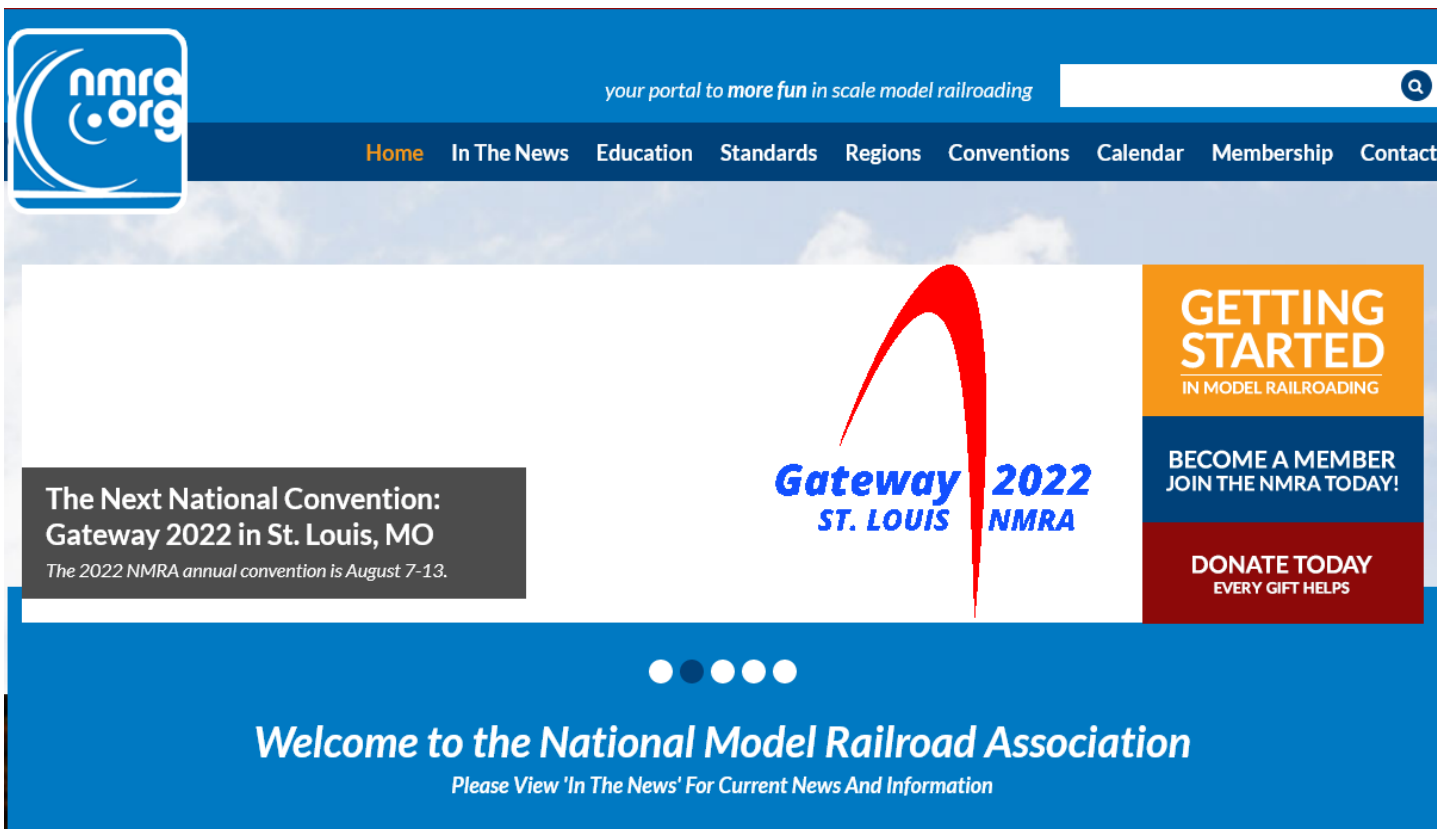 nmra
.org
your portal to more fun in scale model railroading
Home In The News Education Standards Regions Conventions Calendar Membership Contact
GETTING
STARTED
IN MODEL RAILROADING
Gateway 2022
ST. LOUIS NMRA
BECOME A MEMBER
JOIN THE NMRA TODAY!
The Next National Convention:
Gateway 2022 in St. Louis, MO
The 2022 NMRA annual convention is August 7-13.
DONATE TODAY
EVERY GIFT HELPS
Welcome to the National Model Railroad Association
Please View 'In The News' For Current News And Information